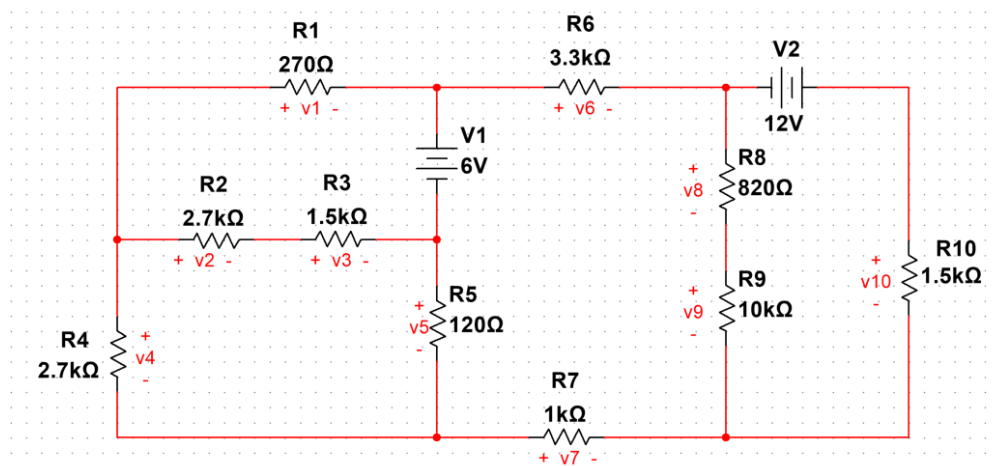 R1
270Ω
+ v1 -
R6
3.3kΩ
+ v6 -
V2
12V
V1
6V
R2
2.7kΩ
+ v2 -
R3
1.5kΩ
+ v3 -
R8
820Ω
+
v8
-
R9
10kΩ
+
v9
-
R10
1.5kΩ
+
v10
-
R5
120Ω
+
v5
-
R4
2.7kΩ
+
v4
-
R7
1kΩ
+ v7 -